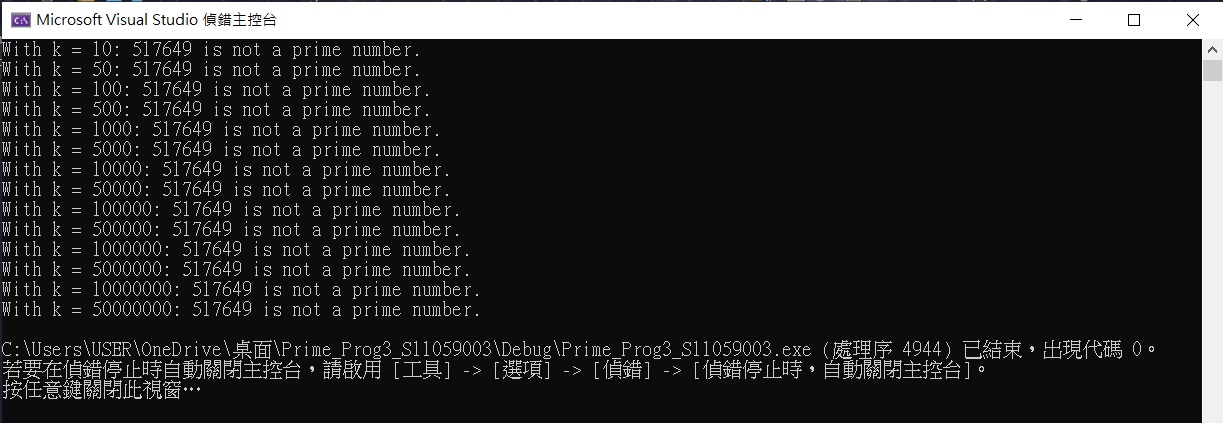 Microsoft Visual Studio 偵錯主控台
With k = 10: 517649 is not a prime number.
With k = 50: 517649 is not a prime number.
With k = 100: 517649 is not a prime number.
With k = 500: 517649 is not a prime number.
With k = 1000: 517649 is not a prime number.
With k = 5000: 517649 is not a prime number.
With k = 10000: 517649 is not a prime number.
With k = 50000: 517649 is not a prime number.
With k = 100000: 517649 is not a prime number.
With k = 500000: 517649 is not a prime number.
With k = 1000000: 517649 is not a prime number.
With k = 5000000: 517649 is not a prime number.
With k = 10000000: 517649 is not a prime number.
With k = 50000000: 517649 is not a prime number.
C:\Users\USER\OneDrive\桌面\Prime_Prog3_S11059003\Debug\Prime_Prog3_S11059003.exe (處理序 4944) 已結束，出現代碼 0。
若要在偵錯停止時自動關閉主控台，請啟用 [工具] -> [選項] -> [偵錯] -> [偵錯停止時，自動關閉主控台]。
按任意鍵關閉此視窗…